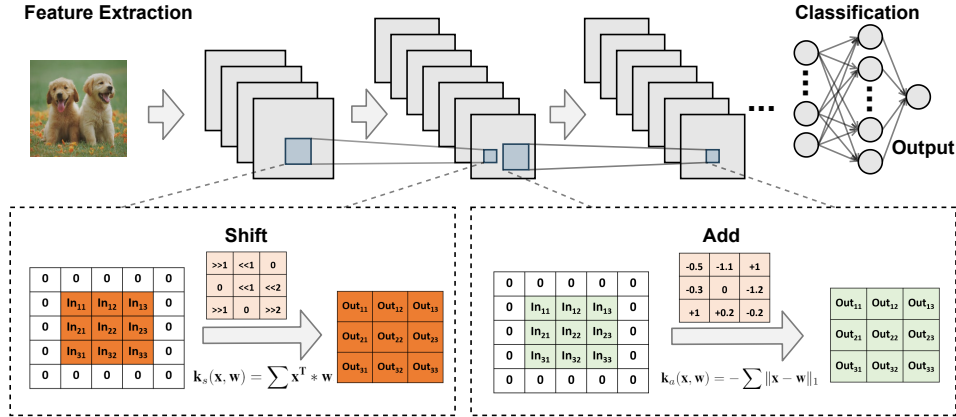 Feature Extraction
Classification
...
Output
Shift
>>1 <<1 0
0 <<1 <<2
>>1 0 >>2
0 0 0 0 0
0 In₁₁ In₁₂ In₁₃ 0
0 In₂₁ In₂₂ In₂₃ 0
0 In₃₁ In₃₂ In₃₃ 0
0 0 0 0 0
Out₁₁ Out₁₂ Out₁₃
Out₂₁ Out₂₂ Out₂₃
Out₃₁ Out₃₂ Out₃₃
kₛ(x, w) = ∑ xᵀ * w
Add
-0.5 -1.1 +1
-0.3 0 -1.2
+1 +0.2 -0.2
0 0 0 0 0
0 In₁₁ In₁₂ In₁₃ 0
0 In₂₁ In₂₂ In₂₃ 0
0 In₃₁ In₃₂ In₃₃ 0
0 0 0 0 0
Out₁₁ Out₁₂ Out₁₃
Out₂₁ Out₂₂ Out₂₃
Out₃₁ Out₃₂ Out₃₃
kₐ(x, w) = − ∑ ‖x − w‖₁